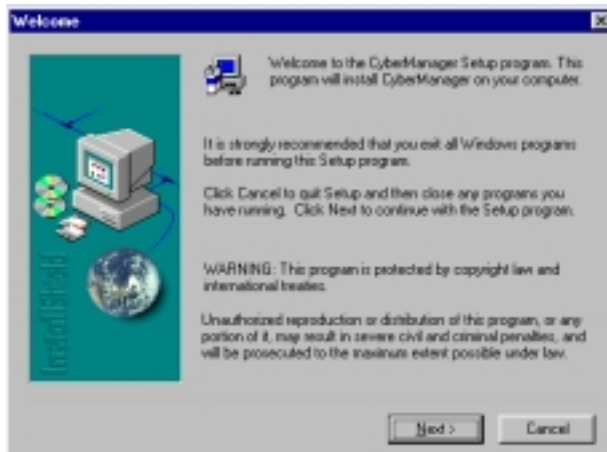 Welcome
Welcome to the CyberManager Setup program. This
program will install CyberManager on your computer.
It is strongly recommended that you exit all Windows programs
before running this Setup program.
Click Cancel to quit Setup and then close any programs you
have running. Click Next to continue with the Setup program.
WARNING: This program is protected by copyright law and
international treaties.
Unauthorized reproduction or distribution of this program, or any
portion of it, may result in severe civil and criminal penalties, and
will be prosecuted to the maximum extent possible under law.
InstallShield
Next >
Cancel